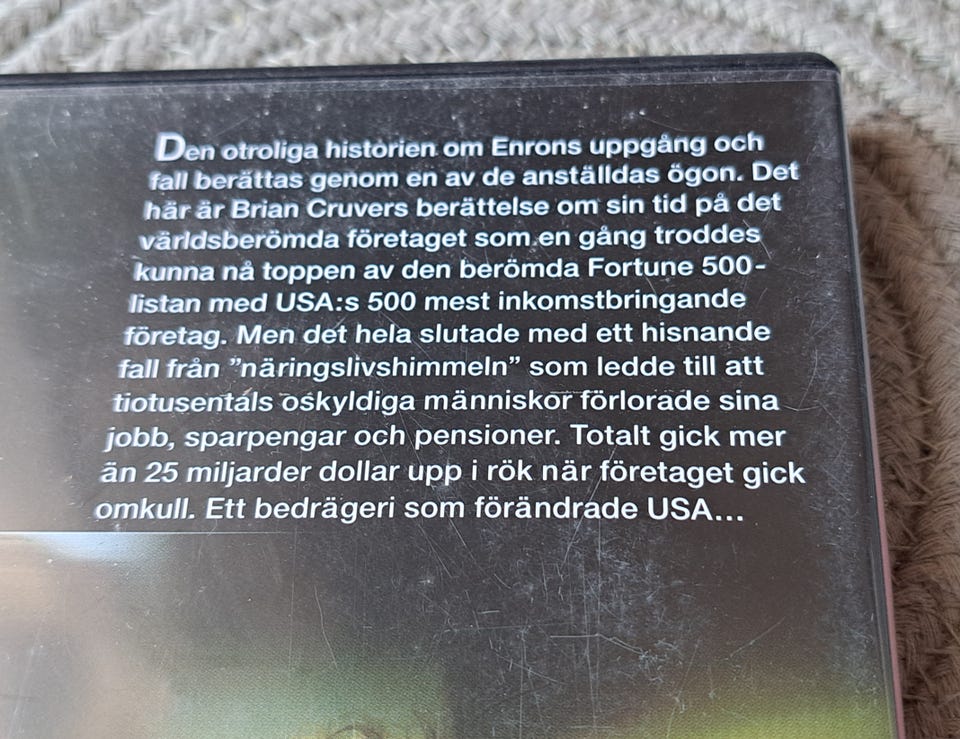 Den otroliga historien om Enrons uppgång och
fall berättas genom en av de anställdas ögon. Det
här är Brian Cruvers berättelse om sin tid på det
världsberömda företaget som en gång troddes
kunna nå toppen av den berömda Fortune 500-
listan med USA:s 500 mest inkomstbringande
företag. Men det hela slutade med ett hisnande
fall från ”näringslivshimmeln” som ledde till att
tiotusentals oskyldiga människor förlorade sina
jobb, sparpengar och pensioner. Totalt gick mer
än 25 miljarder dollar upp i rök när företaget gick
omkull. Ett bedrägeri som förändrade USA...